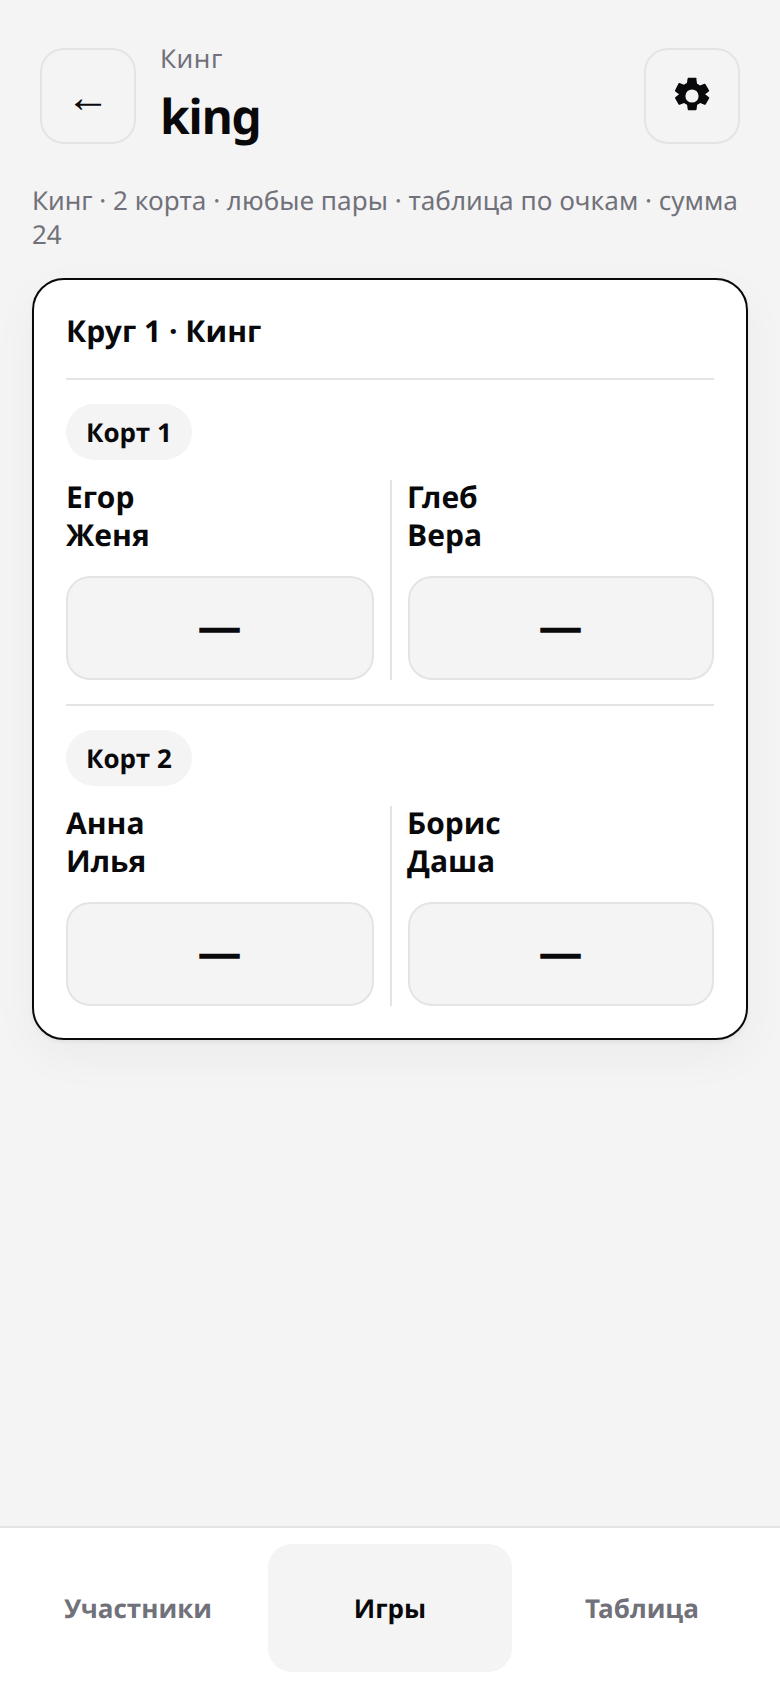 ←
Кинг
king
Кинг · 2 корта · любые пары · таблица по очкам · сумма
24
Круг 1 · Кинг
Корт 1
Егор
Женя
Глеб
Вера
—
—
Корт 2
Анна
Илья
Борис
Даша
—
—
Участники
Игры
Таблица